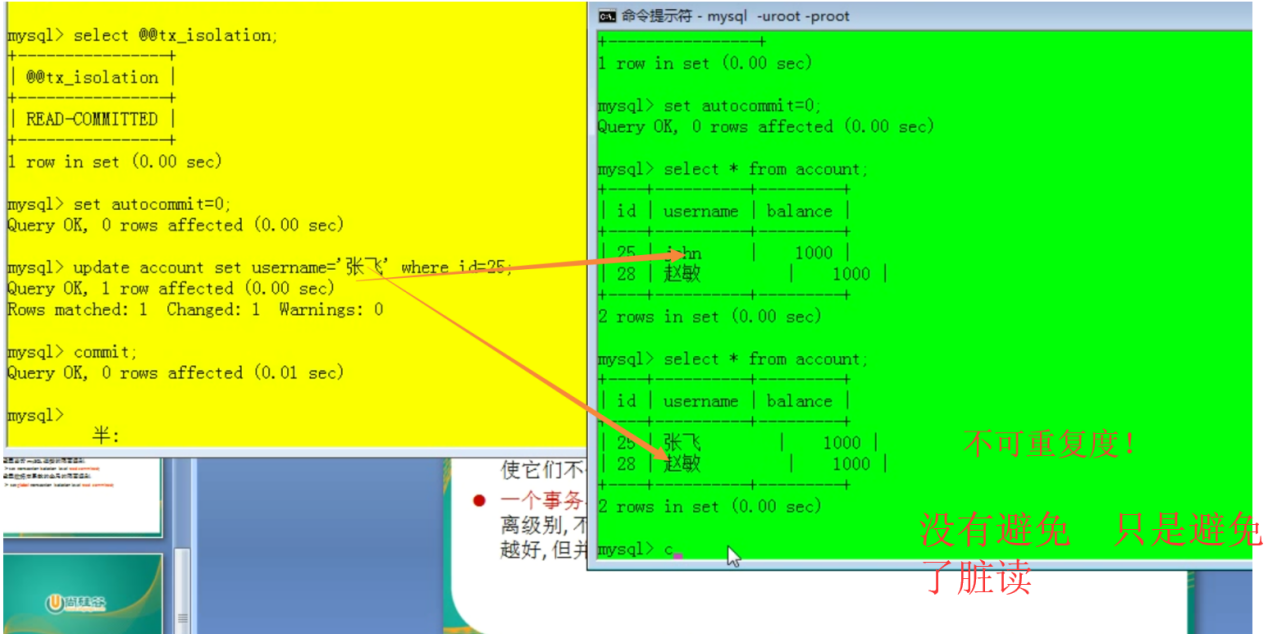 mysql> select @@tx_isolation;
+----------------+
| @@tx_isolation |
+----------------+
| READ-COMMITTED |
+----------------+
1 row in set (0.00 sec)
mysql> set autocommit=0;
Query OK, 0 rows affected (0.00 sec)
mysql> update account set username='张飞' where id=25;
Query OK, 1 row affected (0.00 sec)
Rows matched: 1  Changed: 1  Warnings: 0
mysql> commit;
Query OK, 0 rows affected (0.01 sec)
mysql>
半:
命令提示符 - mysql  -uroot -proot
+----------------+
1 row in set (0.00 sec)
mysql> set autocommit=0;
Query OK, 0 rows affected (0.00 sec)
mysql> select * from account;
+----+----------+---------+
| id | username | balance |
+----+----------+---------+
| 25 | john     |    1000 |
| 28 | 赵敏       |    1000 |
+----+----------+---------+
2 rows in set (0.00 sec)
mysql> select * from account;
+----+----------+---------+
| id | username | balance |
+----+----------+---------+
| 25 | 张飞       |    1000 |
| 28 | 赵敏       |    1000 |
+----+----------+---------+
2 rows in set (0.00 sec)
mysql> c
不可重复度！
没有避免 只是避免
了脏读
使它们不
一个事务
离级别,不
越好,但并
尚硅谷